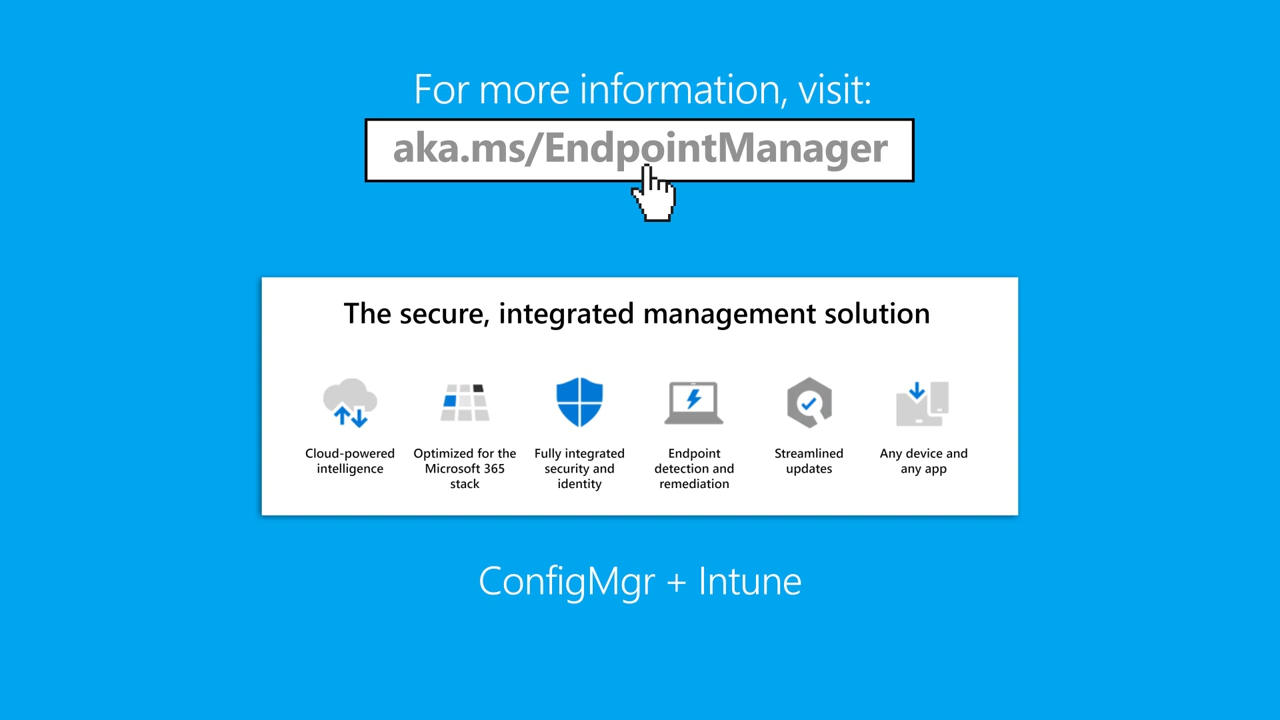 For more information, visit:
aka.ms/EndpointManager
The secure, integrated management solution
Cloud-powered
intelligence
Optimized for the
Microsoft 365
stack
Fully integrated
security and
identity
Endpoint
detection and
remediation
Streamlined
updates
Any device and
any app
ConfigMgr + Intune